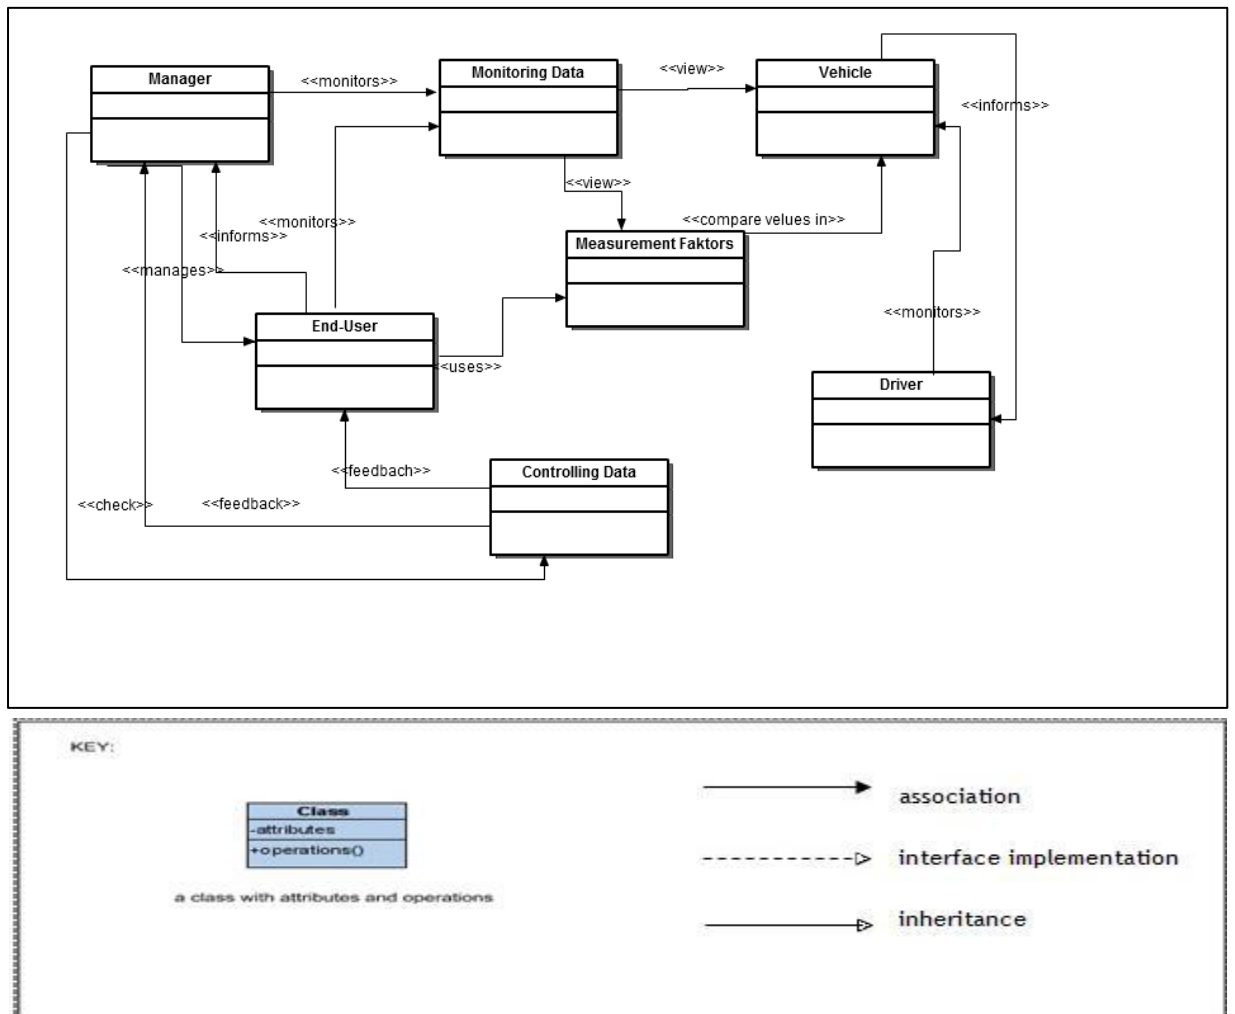 Manager
<<monitors>>
Monitoring Data
<<view>>
Vehicle
<<informs>>
<<view>>
<<monitors>>
<<informs>>
<<compare velues in>>
Measurement Faktors
<<manages>>
End-User
<<monitors>>
<<uses>>
Driver
<<feedbach>>
Controlling Data
<<check>>
<<feedback>>
KEY:
Class
-attributes
+operations()
a class with attributes and operations
association
interface implementation
inheritance